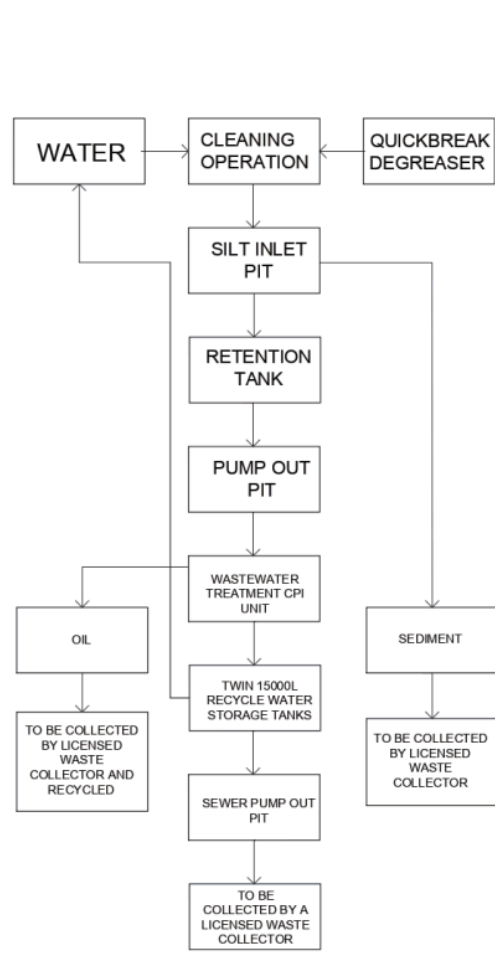 WATER
CLEANING
OPERATION
QUICKBREAK
DEGREASER
SILT INLET
PIT
RETENTION
TANK
PUMP OUT
PIT
WASTEWATER
TREATMENT CPI
UNIT
OIL
SEDIMENT
TWIN 15000L
RECYCLE WATER
STORAGE TANKS
TO BE COLLECTED
BY LICENSED
WASTE
COLLECTOR AND
RECYCLED
TO BE COLLECTED
BY LICENSED
WASTE
COLLECTOR
SEWER PUMP OUT
PIT
TO BE
COLLECTED BY A
LICENSED WASTE
COLLECTOR